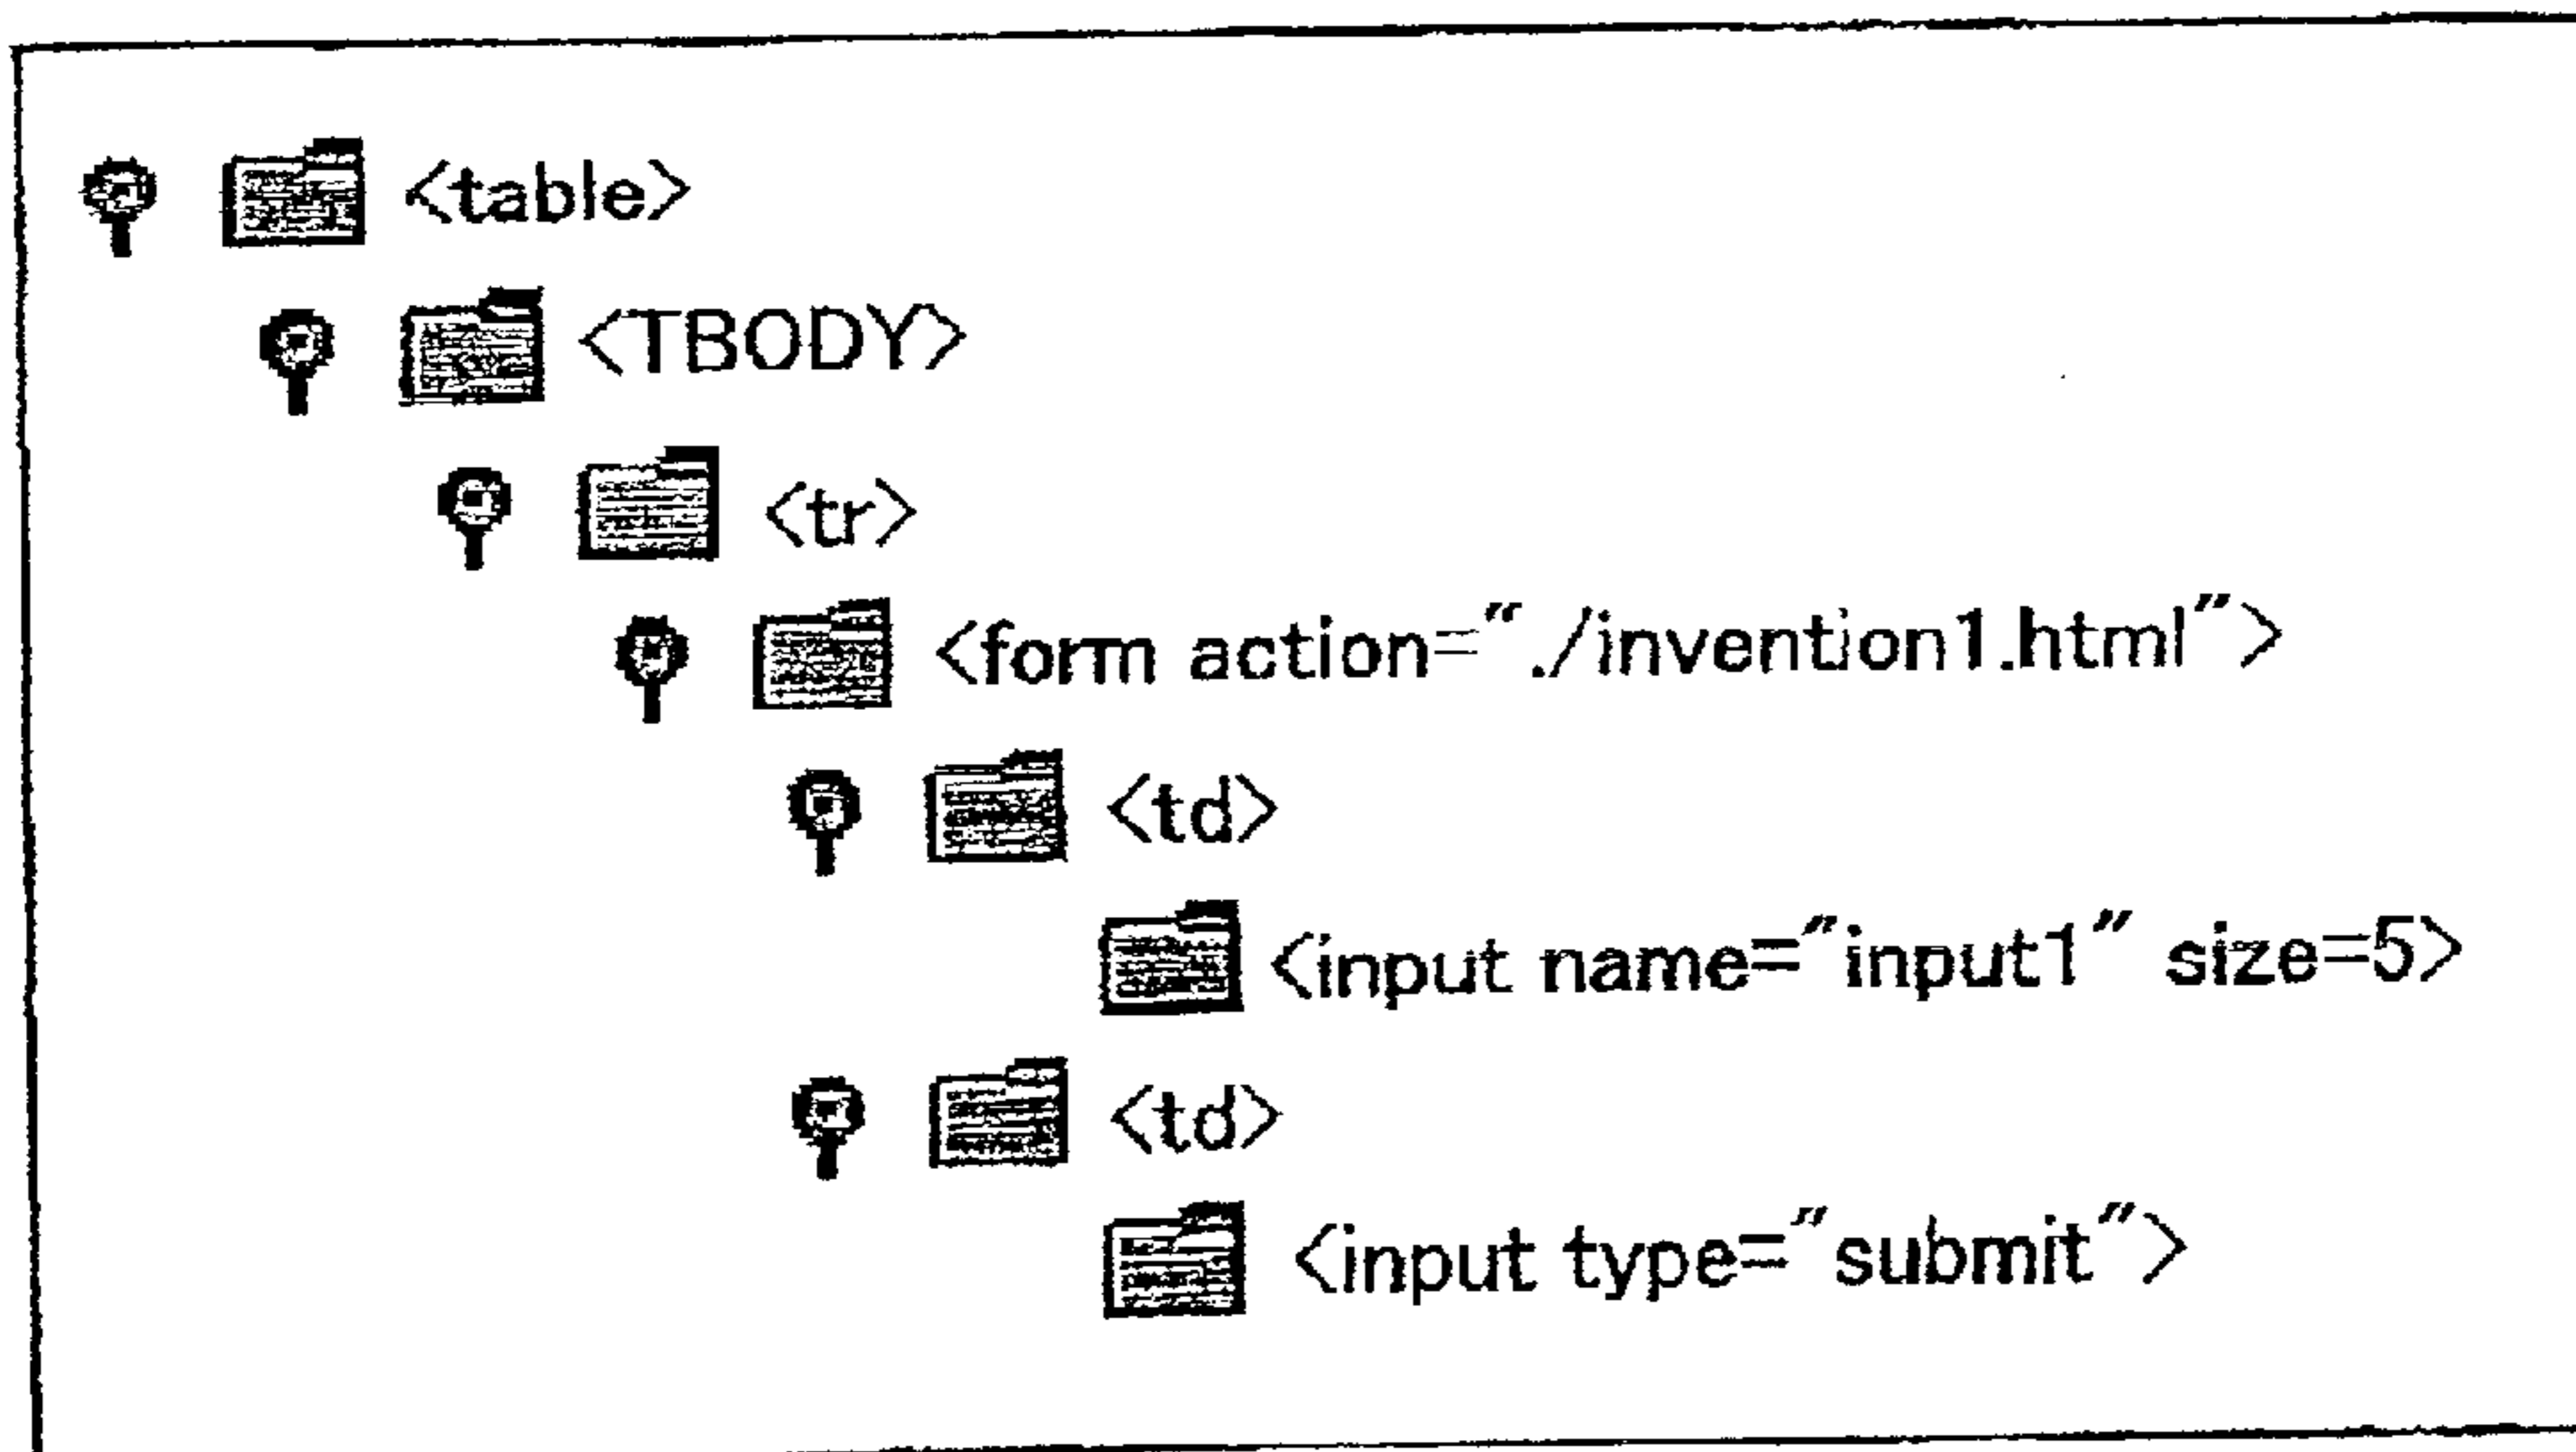 <table>
<TBODY>
<tr>
<form action="./invention1.html">
<td>
<input name="input1" size=5>
<td>
<input type="submit">